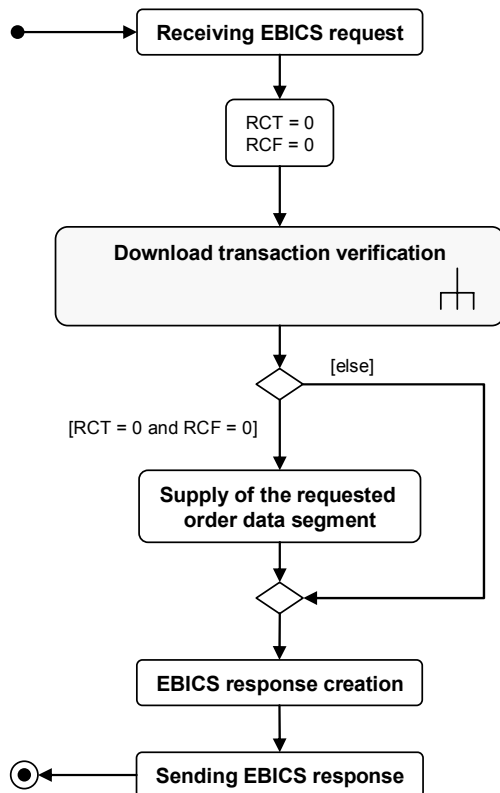 Receiving EBICS request
RCT = 0
RCF = 0
Download transaction verification
[else]
[RCT = 0 and RCF = 0]
Supply of the requested
order data segment
EBICS response creation
Sending EBICS response